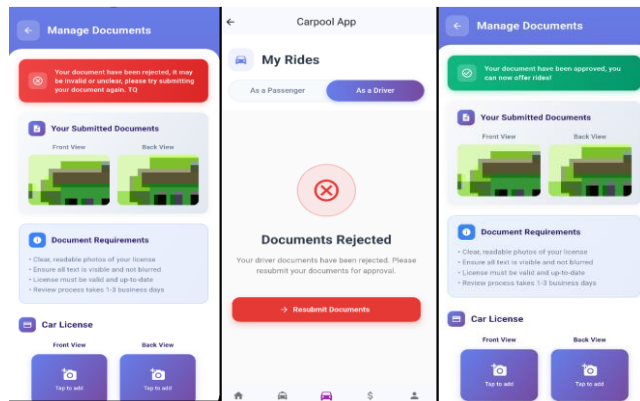 Manage Documents
Your document have been rejected, it may
be invalid or unclear, please try submitting
your document again. TQ
Your Submitted Documents
Front View
Back View
Document Requirements
• Clear, readable photos of your license
• Ensure all text is visible and not blurred
• License must be valid and up-to-date
• Review process takes 1-3 business days
Car License
Front View
Back View
Tap to add
Tap to add
Carpool App
My Rides
As a Passenger
As a Driver
Documents Rejected
Your driver documents have been rejected. Please
resubmit your documents for approval.
→ Resubmit Documents
Manage Documents
Your document have been approved, you
can now offer rides!
Your Submitted Documents
Front View
Back View
Document Requirements
• Clear, readable photos of your license
• Ensure all text is visible and not blurred
• License must be valid and up-to-date
• Review process takes 1-3 business days
Car License
Front View
Back View
Tap to add
Tap to add